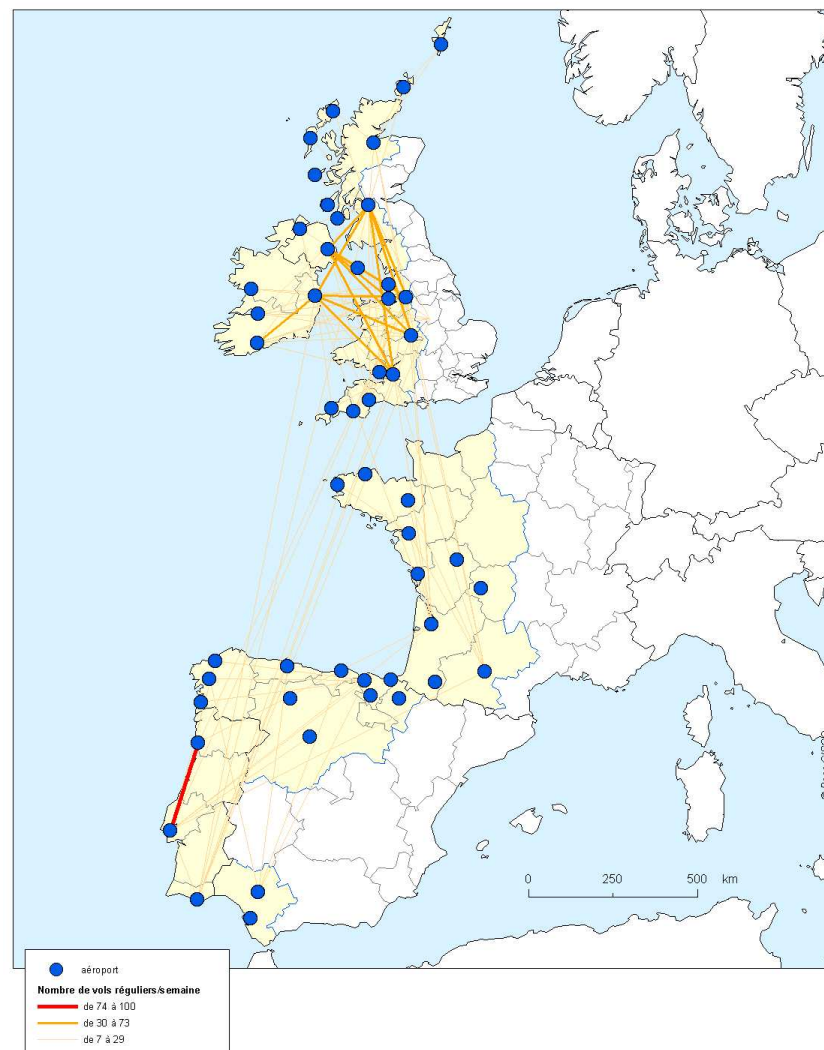 0 250 500 km
aéroport
Nombre de vols réguliers/semaine
de 74 à 100
de 30 à 73
de 7 à 29